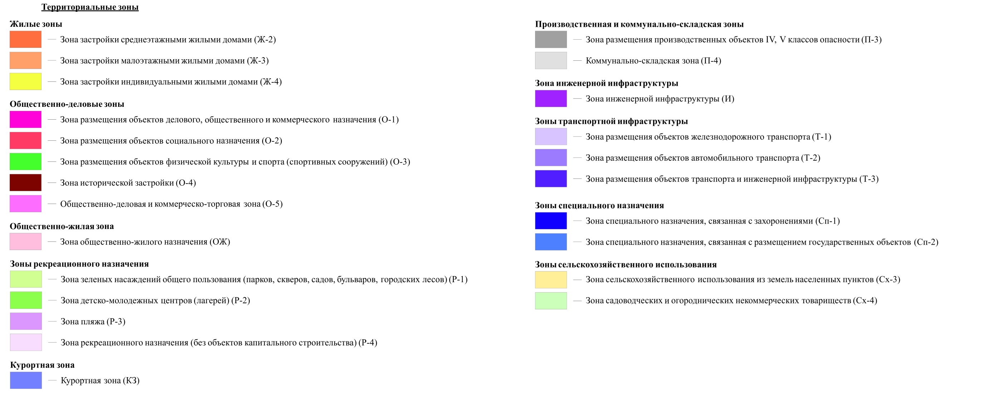 Территориальные зоны
Жилые зоны
— Зона застройки среднеэтажными жилыми домами (Ж-2)
— Зона застройки малоэтажными жилыми домами (Ж-3)
— Зона застройки индивидуальными жилыми домами (Ж-4)
Общественно-деловые зоны
— Зона размещения объектов делового, общественного и коммерческого назначения (О-1)
— Зона размещения объектов социального назначения (О-2)
— Зона размещения объектов физической культуры и спорта (спортивных сооружений) (О-3)
— Зона исторической застройки (О-4)
— Общественно-деловая и коммерческо-торговая зона (О-5)
Общественно-жилая зона
— Зона общественно-жилого назначения (ОЖ)
Зоны рекреационного назначения
— Зона зеленых насаждений общего пользования (парков, скверов, садов, бульваров, городских лесов) (Р-1)
— Зона детско-молодежных центров (лагерей) (Р-2)
— Зона пляжа (Р-3)
— Зона рекреационного назначения (без объектов капитального строительства) (Р-4)
Курортная зона
— Курортная зона (КЗ)
Производственная и коммунально-складская зоны
— Зона размещения производственных объектов IV, V классов опасности (П-3)
— Коммунально-складская зона (П-4)
Зона инженерной инфраструктуры
— Зона инженерной инфраструктуры (И)
Зоны транспортной инфраструктуры
— Зона размещения объектов железнодорожного транспорта (Т-1)
— Зона размещения объектов автомобильного транспорта (Т-2)
— Зона размещения объектов транспорта и инженерной инфраструктуры (Т-3)
Зоны специального назначения
— Зона специального назначения, связанная с захоронениями (Сп-1)
— Зона специального назначения, связанная с размещением государственных объектов (Сп-2)
Зоны сельскохозяйственного использования
— Зона сельскохозяйственного использования из земель населенных пунктов (Сх-3)
— Зона садоводческих и огороднических некоммерческих товариществ (Сх-4)